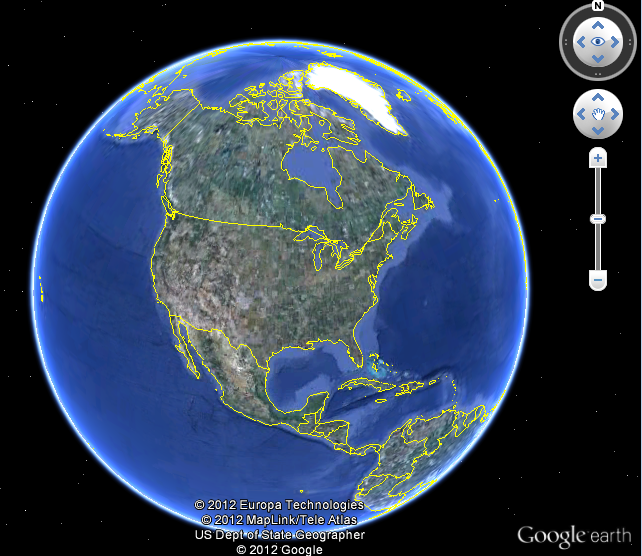 N
© 2012 Europa Technologies
© 2012 MapLink/Tele Atlas
US Dept of State Geographer
© 2012 Google
Google earth